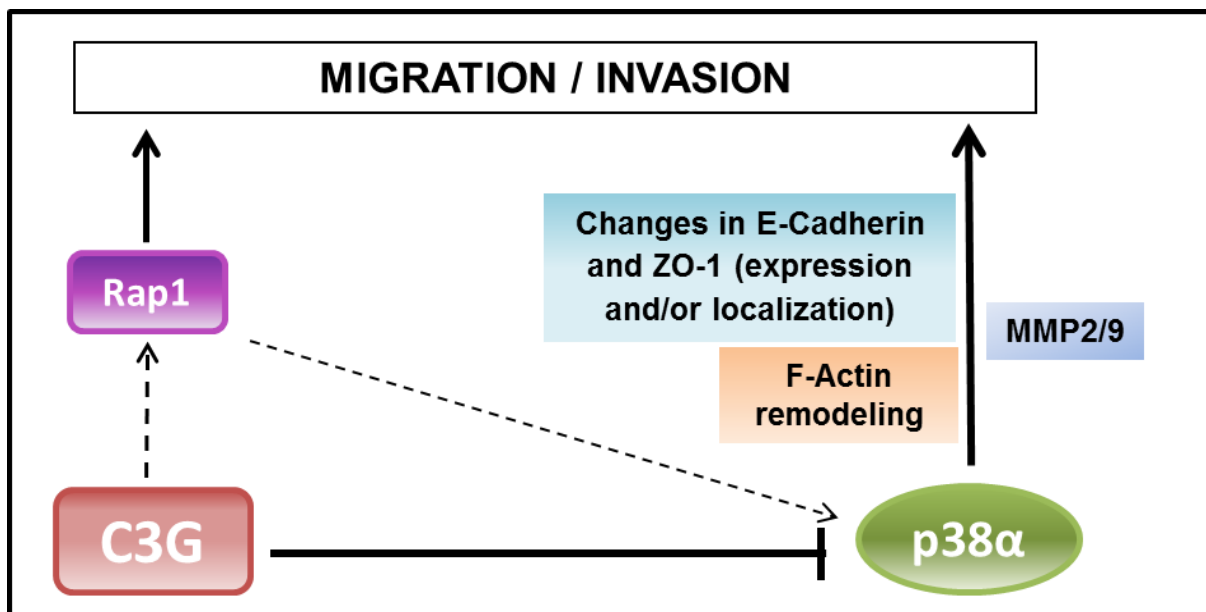 MIGRATION / INVASION
Changes in E-Cadherin
and ZO-1 (expression
and/or localization)
Rap1
MMP2/9
F-Actin
remodeling
C3G
p38α